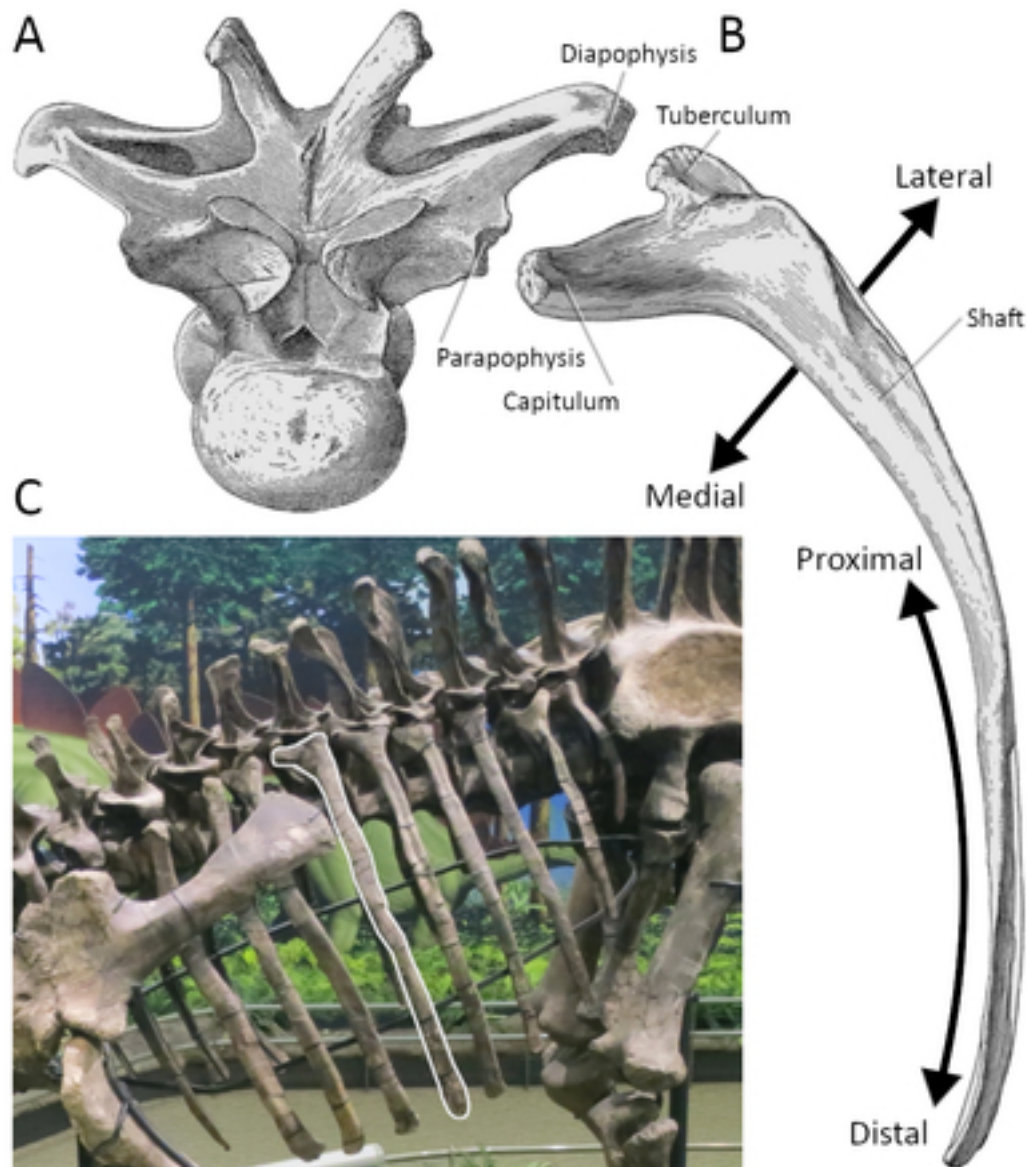 A
B
Diapophysis
Tuberculum
Lateral
Shaft
Parapophysis
Capitulum
Medial
C
Proximal
Distal